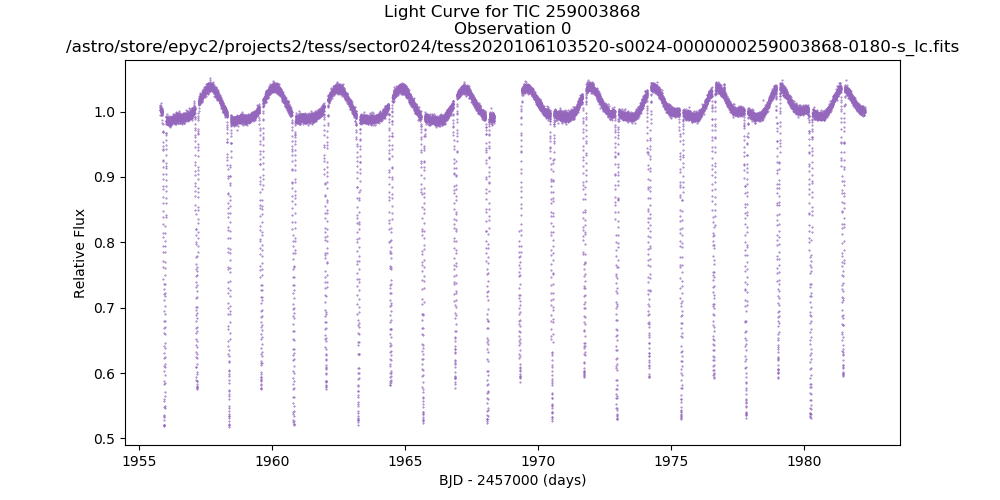 Light Curve for TIC 259003868
Observation 0
/astro/store/epyc2/projects2/tess/sector024/tess2020106103520-s0024-0000000259003868-0180-s_lc.fits
1.0
0.9
0.8
0.7
0.6
0.5
Relative Flux
1955 1960 1965 1970 1975 1980
BJD - 2457000 (days)